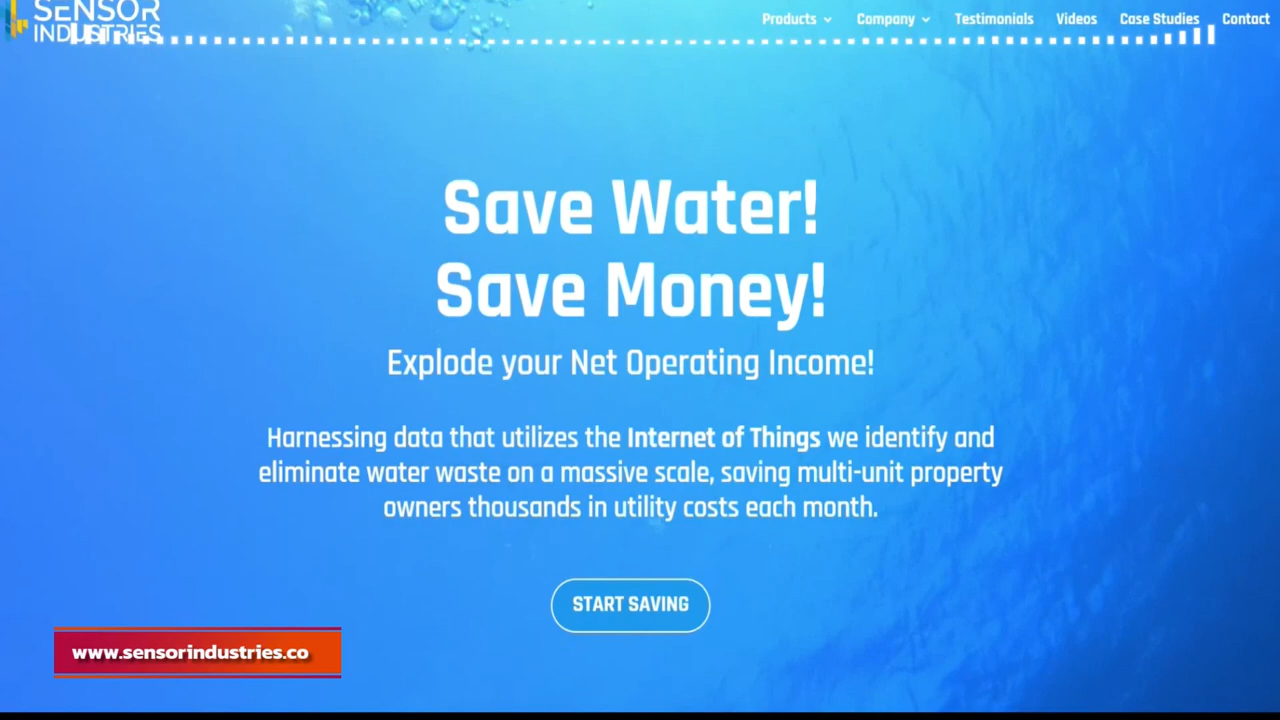 SENSOR
INDUSTRIES
Products Company Testimonials Videos Case Studies Contact
Save Water!
Save Money!
Explode your Net Operating Income!
Harnessing data that utilizes the Internet of Things we identify and
eliminate water waste on a massive scale, saving multi-unit property
owners thousands in utility costs each month.
START SAVING
www.sensorindustries.co